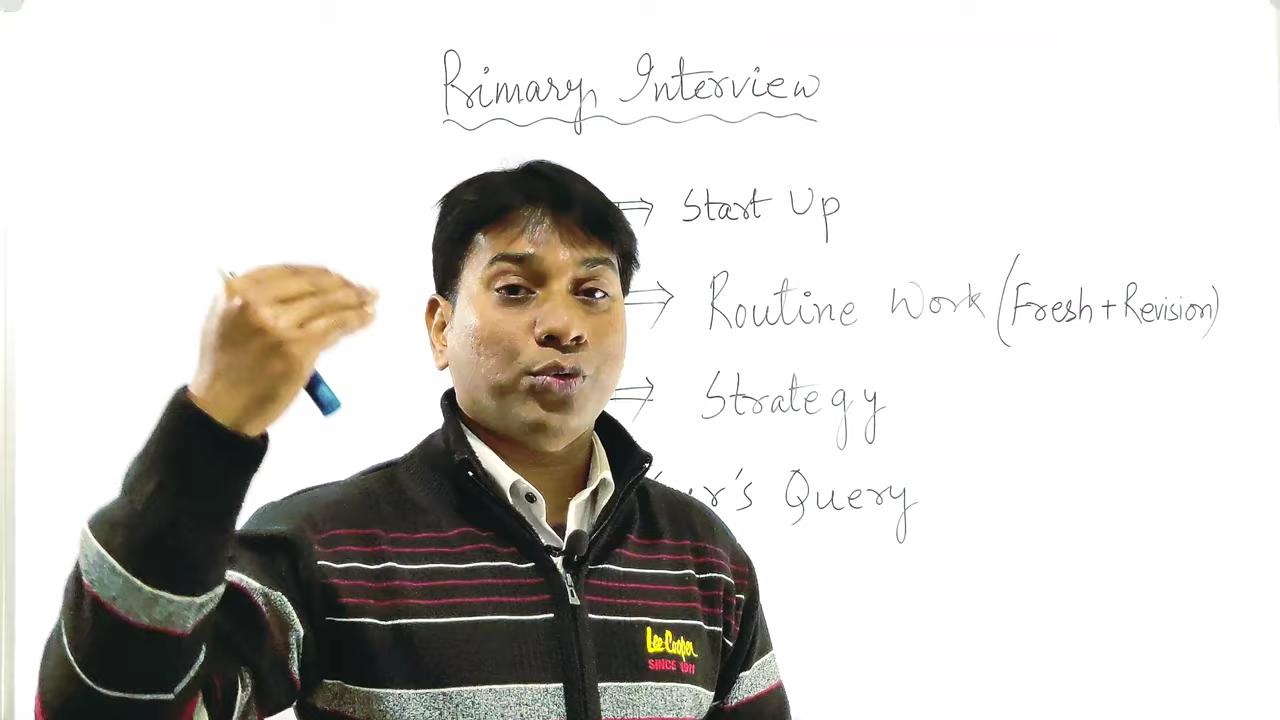 Primary Interview
⇒ Start Up
⇒ Routine Work (Fresh + Revision)
⇒ Strategy
Query
Lee Cooper
SINCE 1911